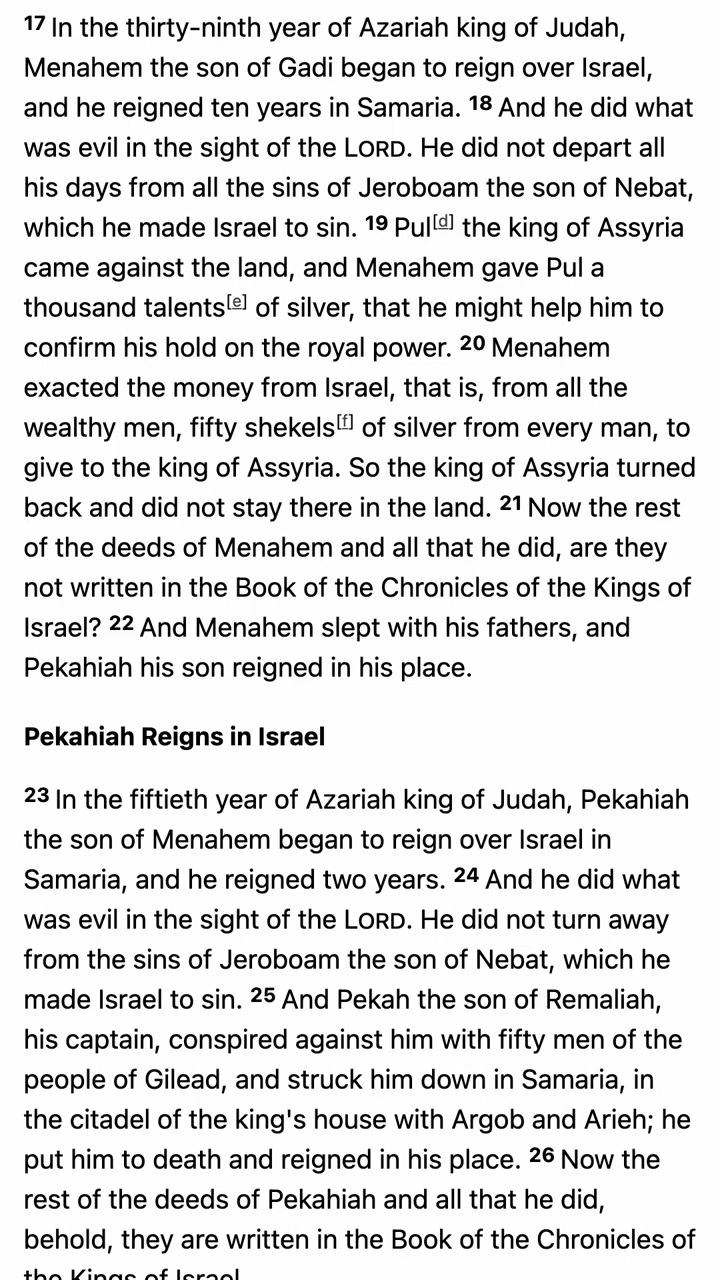 17 In the thirty-ninth year of Azariah king of Judah,
Menahem the son of Gadi began to reign over Israel,
and he reigned ten years in Samaria. 18 And he did what
was evil in the sight of the LORD. He did not depart all
his days from all the sins of Jeroboam the son of Nebat,
which he made Israel to sin. 19 Pul[d] the king of Assyria
came against the land, and Menahem gave Pul a
thousand talents[e] of silver, that he might help him to
confirm his hold on the royal power. 20 Menahem
exacted the money from Israel, that is, from all the
wealthy men, fifty shekels[f] of silver from every man, to
give to the king of Assyria. So the king of Assyria turned
back and did not stay there in the land. 21 Now the rest
of the deeds of Menahem and all that he did, are they
not written in the Book of the Chronicles of the Kings of
Israel? 22 And Menahem slept with his fathers, and
Pekahiah his son reigned in his place.
Pekahiah Reigns in Israel
23 In the fiftieth year of Azariah king of Judah, Pekahiah
the son of Menahem began to reign over Israel in
Samaria, and he reigned two years. 24 And he did what
was evil in the sight of the LORD. He did not turn away
from the sins of Jeroboam the son of Nebat, which he
made Israel to sin. 25 And Pekah the son of Remaliah,
his captain, conspired against him with fifty men of the
people of Gilead, and struck him down in Samaria, in
the citadel of the king's house with Argob and Arieh; he
put him to death and reigned in his place. 26 Now the
rest of the deeds of Pekahiah and all that he did,
behold, they are written in the Book of the Chronicles of
the Kings of Israel